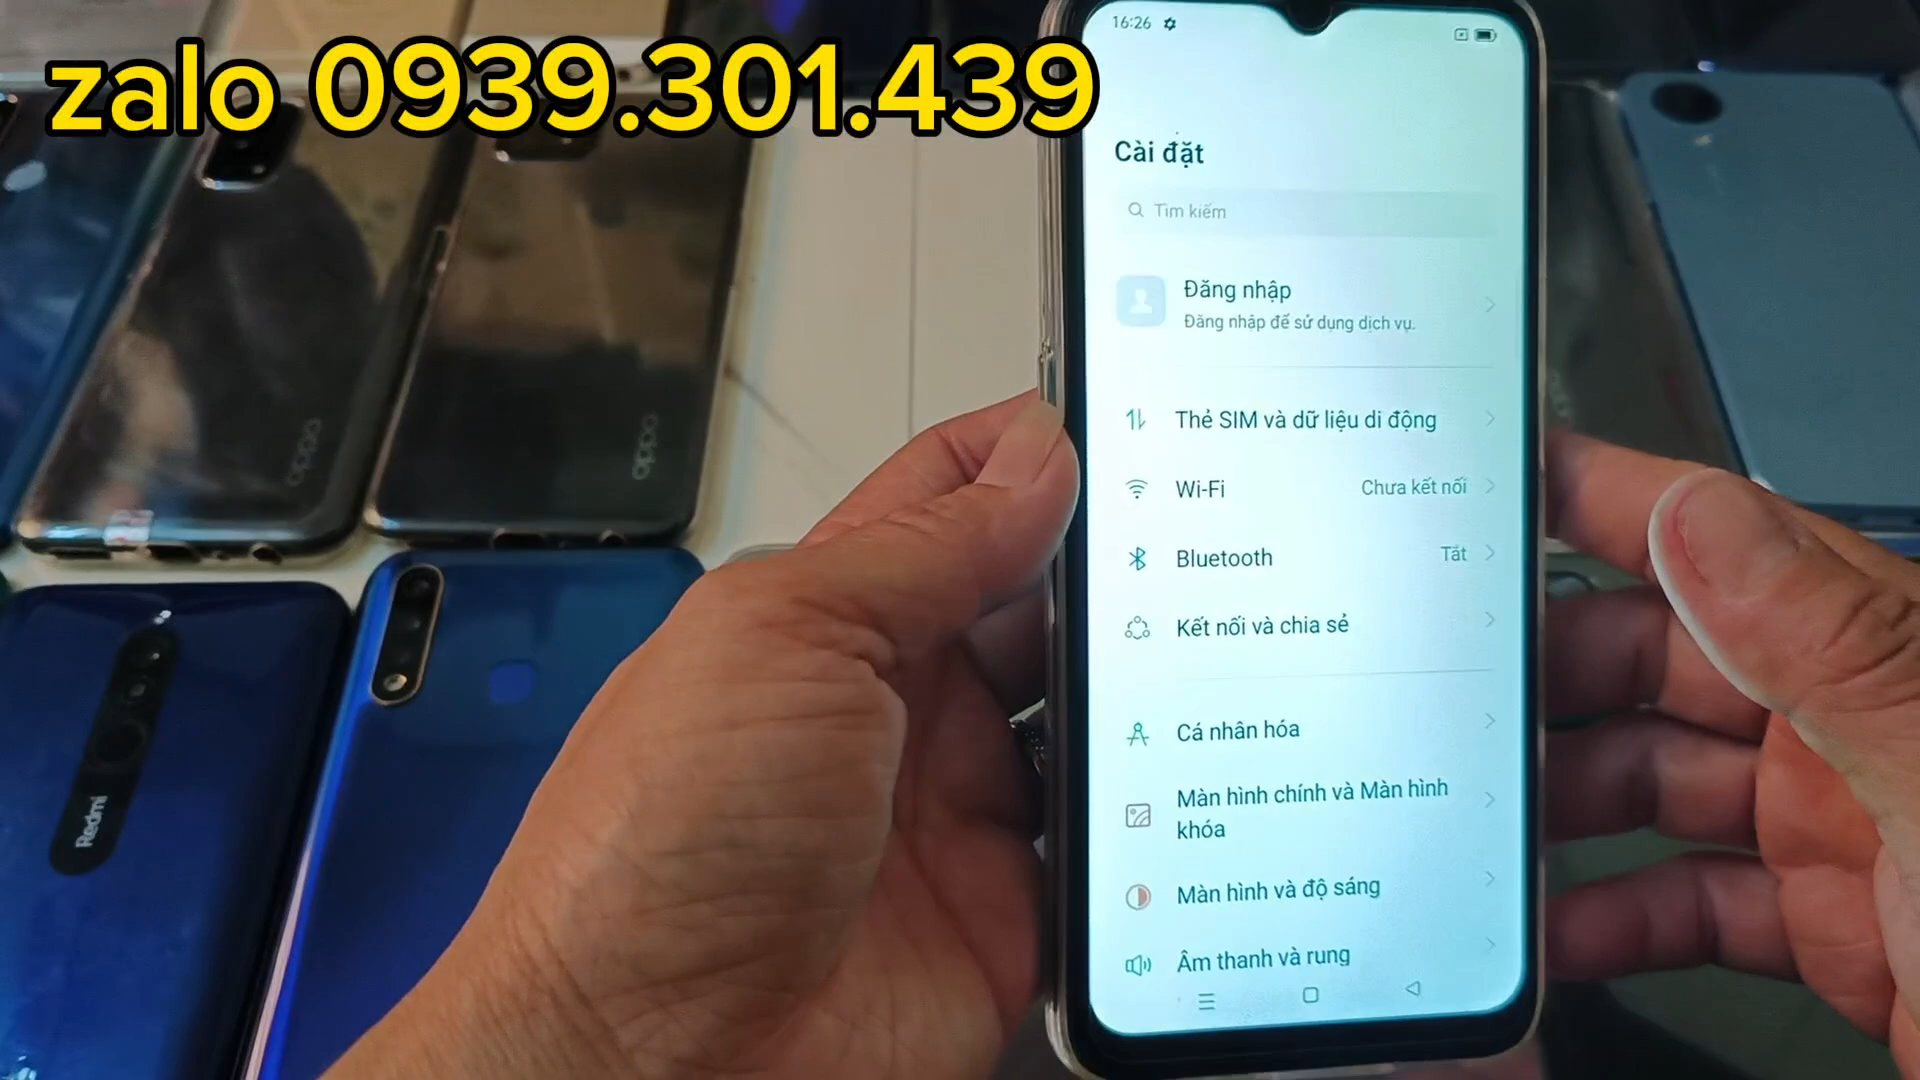 zalo 0939.301.439
16:26
Cài đặt
Tìm kiếm
Đăng nhập
Đăng nhập để sử dụng dịch vụ.
Thẻ SIM và dữ liệu di động
Wi-Fi Chưa kết nối
Bluetooth Tắt
Kết nối và chia sẻ
Cá nhân hóa
Màn hình chính và Màn hình
khóa
Màn hình và độ sáng
Âm thanh và rung
oppo
oppo
Redmi